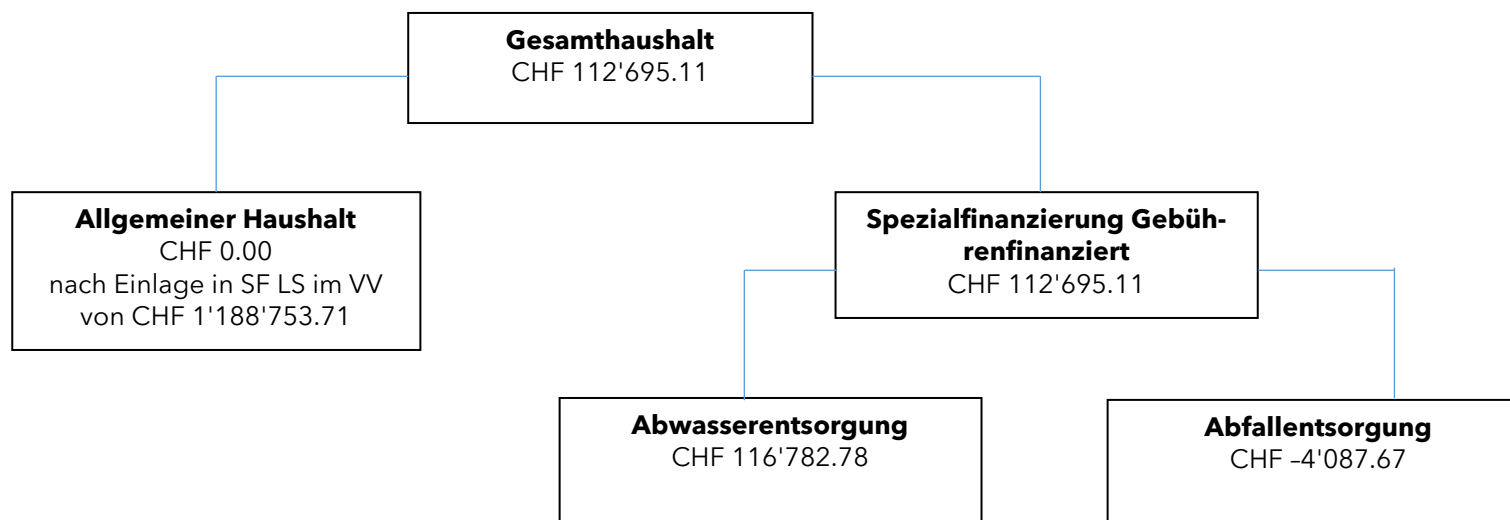 Gesamthaushalt
CHF 112'695.11
Allgemeiner Haushalt
CHF 0.00
nach Einlage in SF LS im VV
von CHF 1'188'753.71
Spezialfinanzierung Gebüh-
renfinanziert
CHF 112'695.11
Abwasserentsorgung
CHF 116'782.78
Abfallentsorgung
CHF –4'087.67